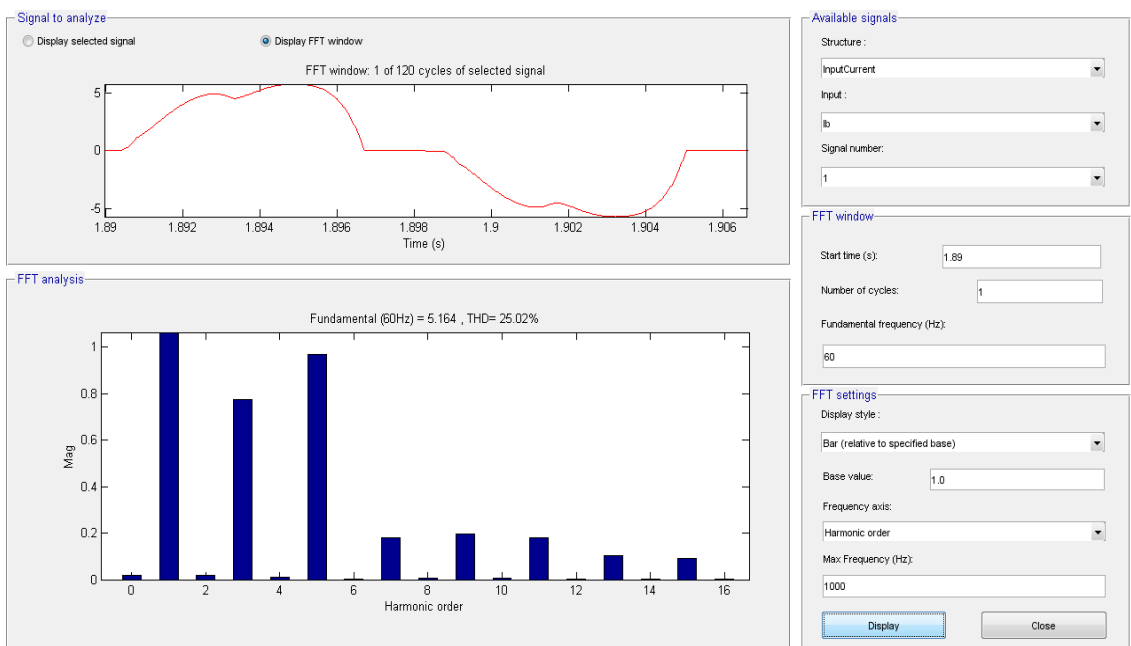 Signal to analyze
Display selected signal
Display FFT window
FFT window: 1 of 120 cycles of selected signal
5
0
-5
1.89 1.892 1.894 1.896 1.898 1.9 1.902 1.904 1.906
Time (s)
FFT analysis
Fundamental (60Hz) = 5.164 , THD= 25.02%
1
0.8
0.6
0.4
0.2
0
Mag
0 2 4 6 8 10 12 14 16
Harmonic order
Available signals
Structure :
InputCurrent
Input :
Ib
Signal number:
1
FFT window
Start time (s):
1.89
Number of cycles:
1
Fundamental frequency (Hz):
60
FFT settings
Display style :
Bar (relative to specified base)
Base value:
1.0
Frequency axis:
Harmonic order
Max Frequency (Hz):
1000
Display
Close